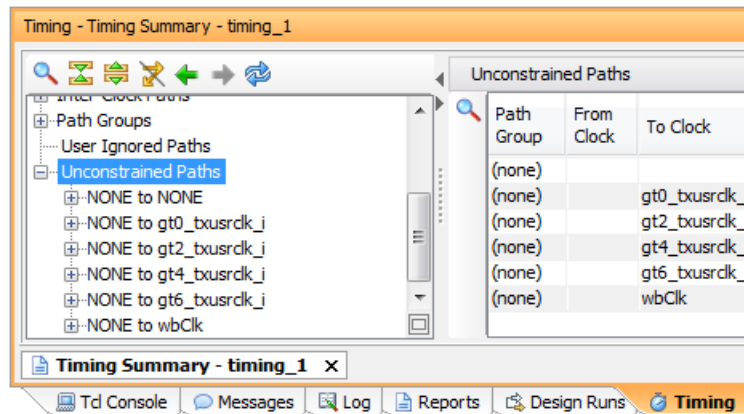 Timing - Timing Summary - timing_1
Inter Clock Paths
Path Groups
User Ignored Paths
Unconstrained Paths
NONE to NONE
NONE to gt0_txusrclk_i
NONE to gt2_txusrclk_i
NONE to gt4_txusrclk_i
NONE to gt6_txusrclk_i
NONE to wbClk
Unconstrained Paths
Path Group From Clock To Clock
(none)
(none) gt0_txusrclk_
(none) gt2_txusrclk_
(none) gt4_txusrclk_
(none) gt6_txusrclk_
(none) wbClk
Timing Summary - timing_1 x
Tcl Console Messages Log Reports Design Runs Timing